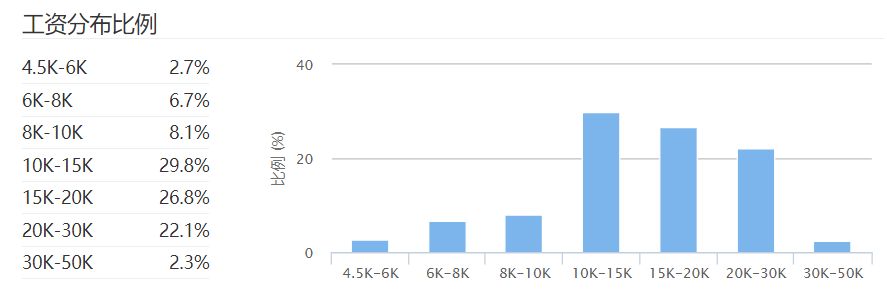 工资分布比例
4.5K-6K 2.7%
6K-8K 6.7%
8K-10K 8.1%
10K-15K 29.8%
15K-20K 26.8%
20K-30K 22.1%
30K-50K 2.3%
40
20
0
比例 (%)
4.5K-6K 6K-8K 8K-10K 10K-15K 15K-20K 20K-30K 30K-50K